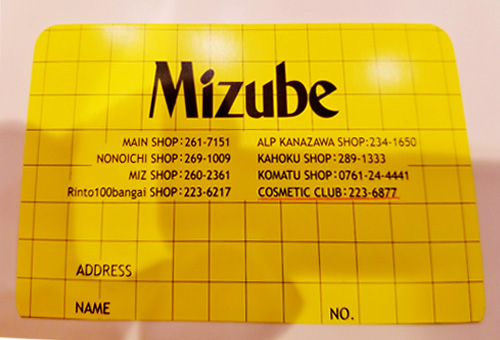 Mizube
MAIN SHOP:261-7151 ALP KANAZAWA SHOP:234-1650
NONOICHI SHOP:269-1009 KAHOKU SHOP:289-1333
MIZ SHOP:260-2361 KOMATU SHOP:0761-24-4441
Rinto100bangai SHOP:223-6217 COSMETIC CLUB:223-6877
ADDRESS
NAME NO.